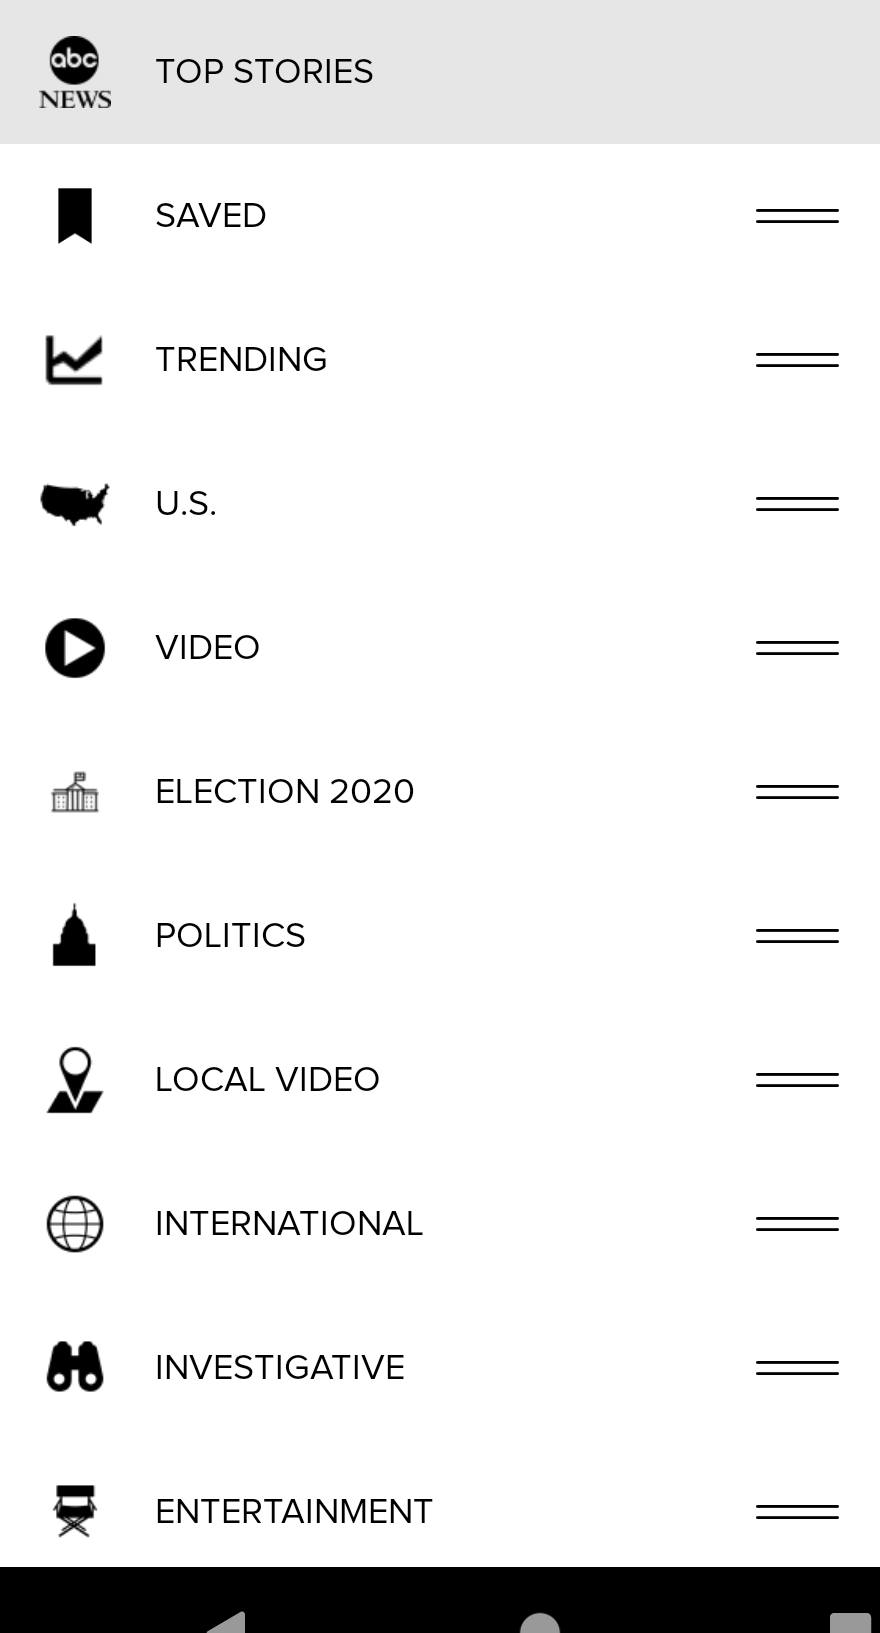 abc
NEWS
TOP STORIES
SAVED
TRENDING
U.S.
VIDEO
ELECTION 2020
POLITICS
LOCAL VIDEO
INTERNATIONAL
INVESTIGATIVE
ENTERTAINMENT